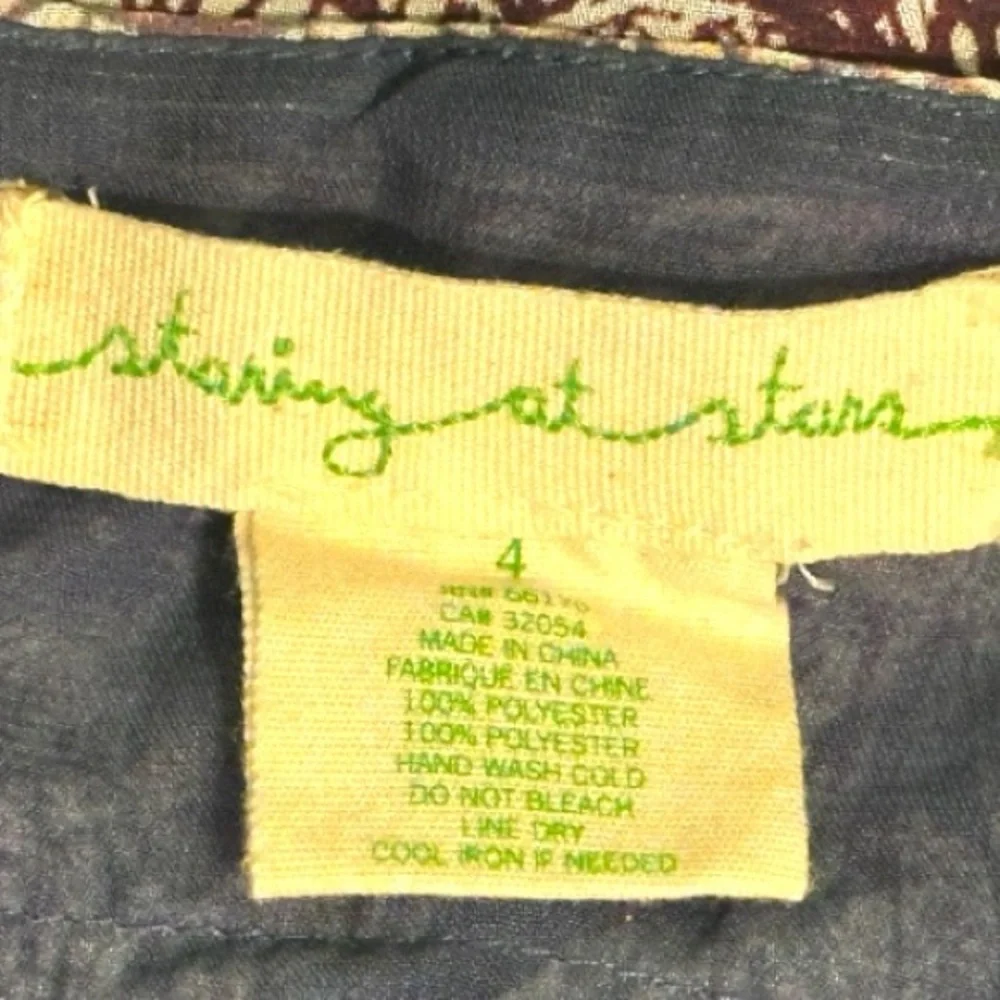 staring at stars
4
CA# 32054
MADE IN CHINA
FABRIQUE EN CHINE
100% POLYESTER
100% POLYESTER
HAND WASH COLD
DO NOT BLEACH
LINE DRY
COOL IRON IF NEEDED